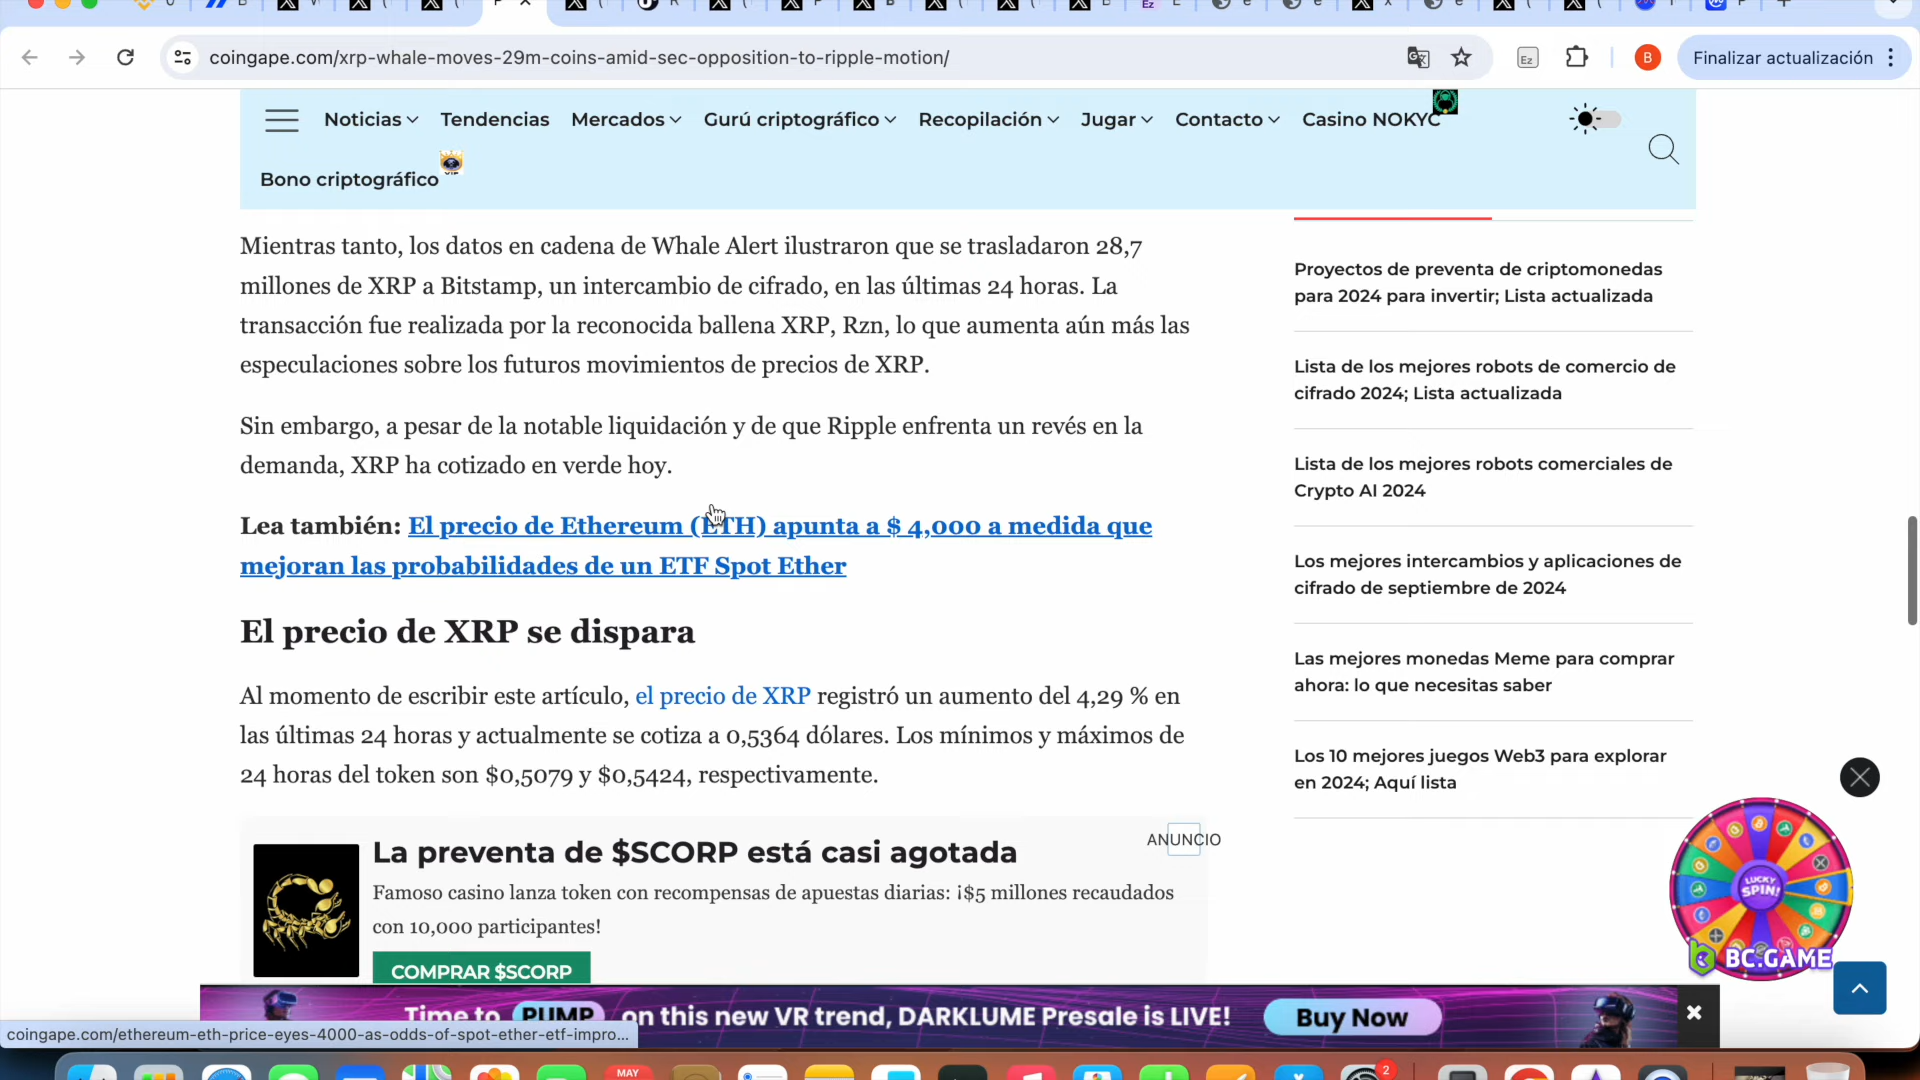 coingape.com/xrp-whale-moves-29m-coins-amid-sec-opposition-to-ripple-motion/
Ez
B
Finalizar actualización
Noticias
Tendencias
Mercados
Gurú criptográfico
Recopilación
Jugar
Contacto
Casino NOKYC
Bono criptográfico
Mientras tanto, los datos en cadena de Whale Alert ilustraron que se trasladaron 28,7
millones de XRP a Bitstamp, un intercambio de cifrado, en las últimas 24 horas. La
transacción fue realizada por la reconocida ballena XRP, Rzn, lo que aumenta aún más las
especulaciones sobre los futuros movimientos de precios de XRP.
Sin embargo, a pesar de la notable liquidación y de que Ripple enfrenta un revés en la
demanda, XRP ha cotizado en verde hoy.
Lea también: El precio de Ethereum (ETH) apunta a $ 4,000 a medida que
mejoran las probabilidades de un ETF Spot Ether
El precio de XRP se dispara
Al momento de escribir este artículo, el precio de XRP registró un aumento del 4,29 % en
las últimas 24 horas y actualmente se cotiza a 0,5364 dólares. Los mínimos y máximos de
24 horas del token son $0,5079 y $0,5424, respectivamente.
ANUNCIO
La preventa de $SCORP está casi agotada
Famoso casino lanza token con recompensas de apuestas diarias: ¡$5 millones recaudados
con 10,000 participantes!
COMPRAR $SCORP
Proyectos de preventa de criptomonedas
para 2024 para invertir; Lista actualizada
Lista de los mejores robots de comercio de
cifrado 2024; Lista actualizada
Lista de los mejores robots comerciales de
Crypto AI 2024
Los mejores intercambios y aplicaciones de
cifrado de septiembre de 2024
Las mejores monedas Meme para comprar
ahora: lo que necesitas saber
Los 10 mejores juegos Web3 para explorar
en 2024; Aquí lista
LUCKY
SPIN!
BC.GAME
Time to PUMP on this new VR trend, DARKLUME Presale is LIVE!
Buy Now
coingape.com/ethereum-eth-price-eyes-4000-as-odds-of-spot-ether-etf-impro...
MAY
2